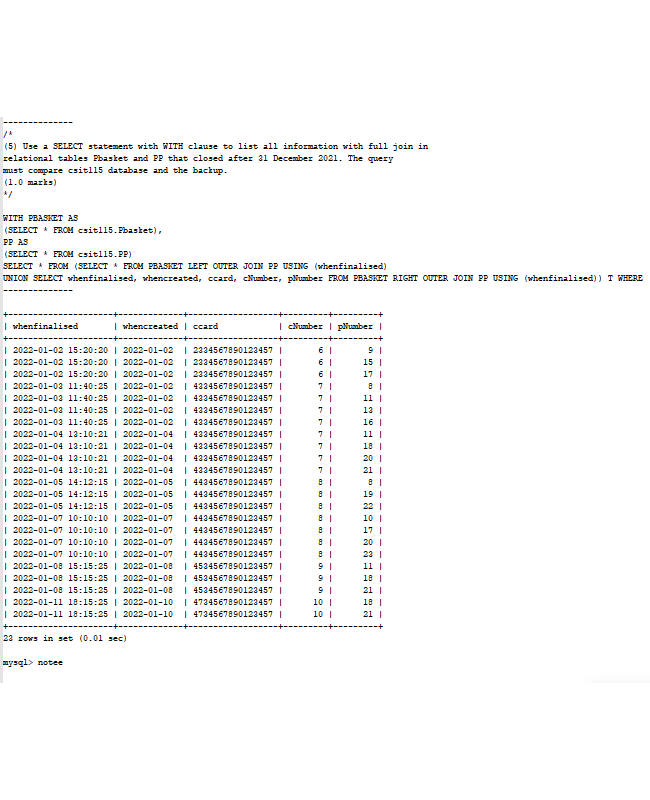 --------------
/*
(5) Use a SELECT statement with WITH clause to list all information with full join in
relational tables Pbasket and PP that closed after 31 December 2021. The query
must compare csit115 database and the backup.
(1.0 marks)
*/
WITH PBASKET AS
(SELECT * FROM csit115.Pbasket),
PP AS
(SELECT * FROM csit115.PP)
SELECT * FROM (SELECT * FROM PBASKET LEFT OUTER JOIN PP USING (whenfinalised)
UNION SELECT whenfinalised, whencreated, ccard, cNumber, pNumber FROM PBASKET RIGHT OUTER JOIN PP USING (whenfinalised)) T WHERE
--------------
+---------------------+-------------+------------------+---------+---------+
| whenfinalised | whencreated | ccard | cNumber | pNumber |
+---------------------+-------------+------------------+---------+---------+
| 2022-01-02 15:20:20 | 2022-01-02 | 2334567890123457 | 6 | 9 |
| 2022-01-02 15:20:20 | 2022-01-02 | 2334567890123457 | 6 | 15 |
| 2022-01-02 15:20:20 | 2022-01-02 | 2334567890123457 | 6 | 17 |
| 2022-01-03 11:40:25 | 2022-01-02 | 4334567890123457 | 7 | 8 |
| 2022-01-03 11:40:25 | 2022-01-02 | 4334567890123457 | 7 | 11 |
| 2022-01-03 11:40:25 | 2022-01-02 | 4334567890123457 | 7 | 13 |
| 2022-01-03 11:40:25 | 2022-01-02 | 4334567890123457 | 7 | 16 |
| 2022-01-04 13:10:21 | 2022-01-04 | 4334567890123457 | 7 | 11 |
| 2022-01-04 13:10:21 | 2022-01-04 | 4334567890123457 | 7 | 18 |
| 2022-01-04 13:10:21 | 2022-01-04 | 4334567890123457 | 7 | 20 |
| 2022-01-04 13:10:21 | 2022-01-04 | 4334567890123457 | 7 | 21 |
| 2022-01-05 14:12:15 | 2022-01-05 | 4434567890123457 | 8 | 8 |
| 2022-01-05 14:12:15 | 2022-01-05 | 4434567890123457 | 8 | 19 |
| 2022-01-05 14:12:15 | 2022-01-05 | 4434567890123457 | 8 | 22 |
| 2022-01-07 10:10:10 | 2022-01-07 | 4434567890123457 | 8 | 10 |
| 2022-01-07 10:10:10 | 2022-01-07 | 4434567890123457 | 8 | 17 |
| 2022-01-07 10:10:10 | 2022-01-07 | 4434567890123457 | 8 | 20 |
| 2022-01-07 10:10:10 | 2022-01-07 | 4434567890123457 | 8 | 23 |
| 2022-01-08 15:15:25 | 2022-01-08 | 4534567890123457 | 9 | 11 |
| 2022-01-08 15:15:25 | 2022-01-08 | 4534567890123457 | 9 | 18 |
| 2022-01-08 15:15:25 | 2022-01-08 | 4534567890123457 | 9 | 21 |
| 2022-01-11 18:15:25 | 2022-01-10 | 4734567890123457 | 10 | 18 |
| 2022-01-11 18:15:25 | 2022-01-10 | 4734567890123457 | 10 | 21 |
+---------------------+-------------+------------------+---------+---------+
23 rows in set (0.01 sec)
mysql> notee